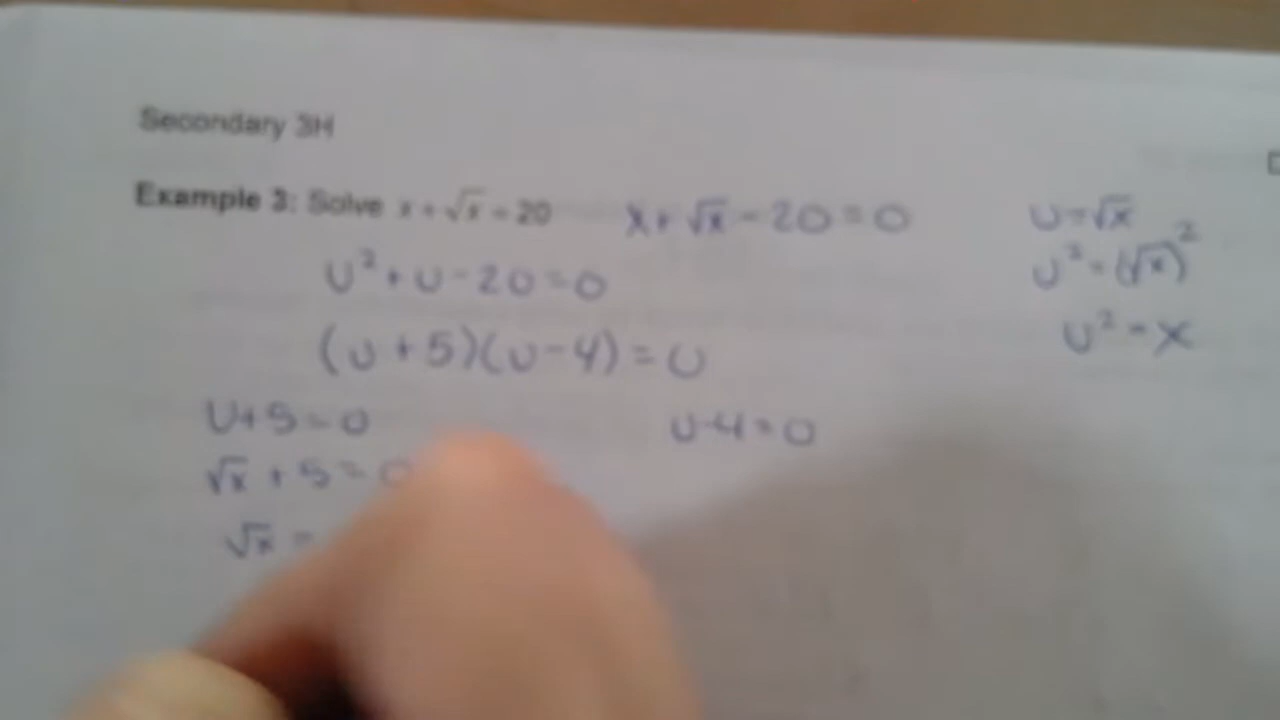 Secondary 3H
Example 3: Solve x + √x = 20
x + √x - 20 = 0
u = √x
u² = (√x)²
u² = x
u² + u - 20 = 0
(u + 5)(u - 4) = 0
u + 5 = 0
u - 4 = 0
√x + 5 = 0
√x =